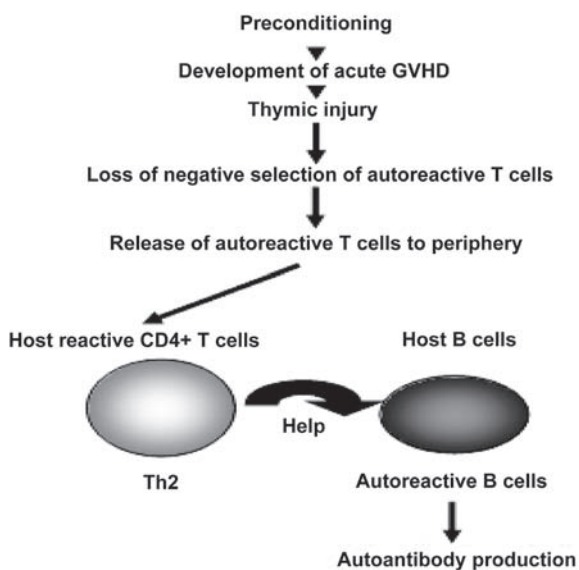 Preconditioning
Development of acute GVHD
Thymic injury
Loss of negative selection of autoreactive T cells
Release of autoreactive T cells to periphery
Host reactive CD4+ T cells
Host B cells
Help
Th2
Autoreactive B cells
Autoantibody production